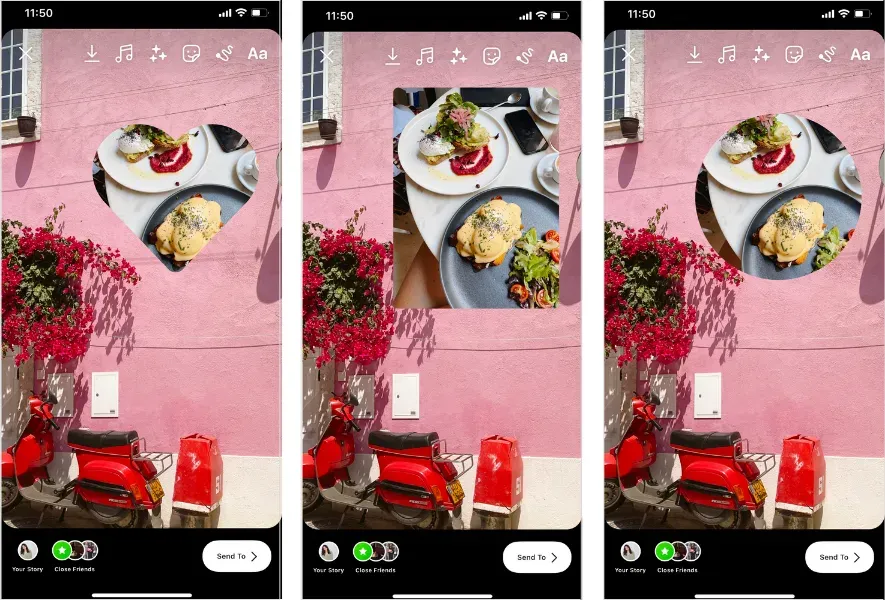 11:50
Aa
Your Story
Close Friends
Send To
11:50
Aa
Your Story
Close Friends
Send To
11:50
Aa
Your Story
Close Friends
Send To